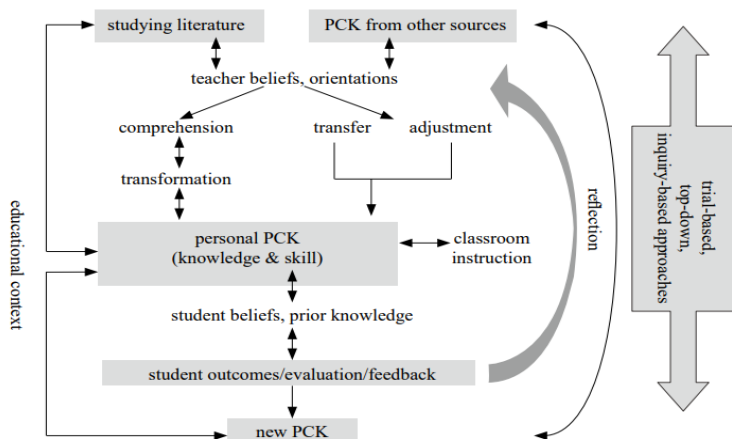 studying literature
PCK from other sources
teacher beliefs, orientations
comprehension
transfer
adjustment
transformation
educational context
personal PCK
(knowledge & skill)
classroom
instruction
reflection
trial-based,
top-down,
inquiry-based approaches
student beliefs, prior knowledge
student outcomes/evaluation/feedback
new PCK